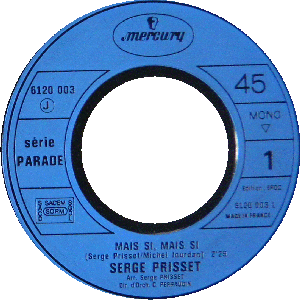 mercury
6120 003
J
série
PARADE
SACEM
SDRM
45
MONO
1
6120 003 1
MADE IN FRANCE
MAIS SI, MAIS SI
(Serge Prisset/Michel Jourdan) 2'25
SERGE PRISSET
Arr. Serge PRISSET
Dir. d'Orch.